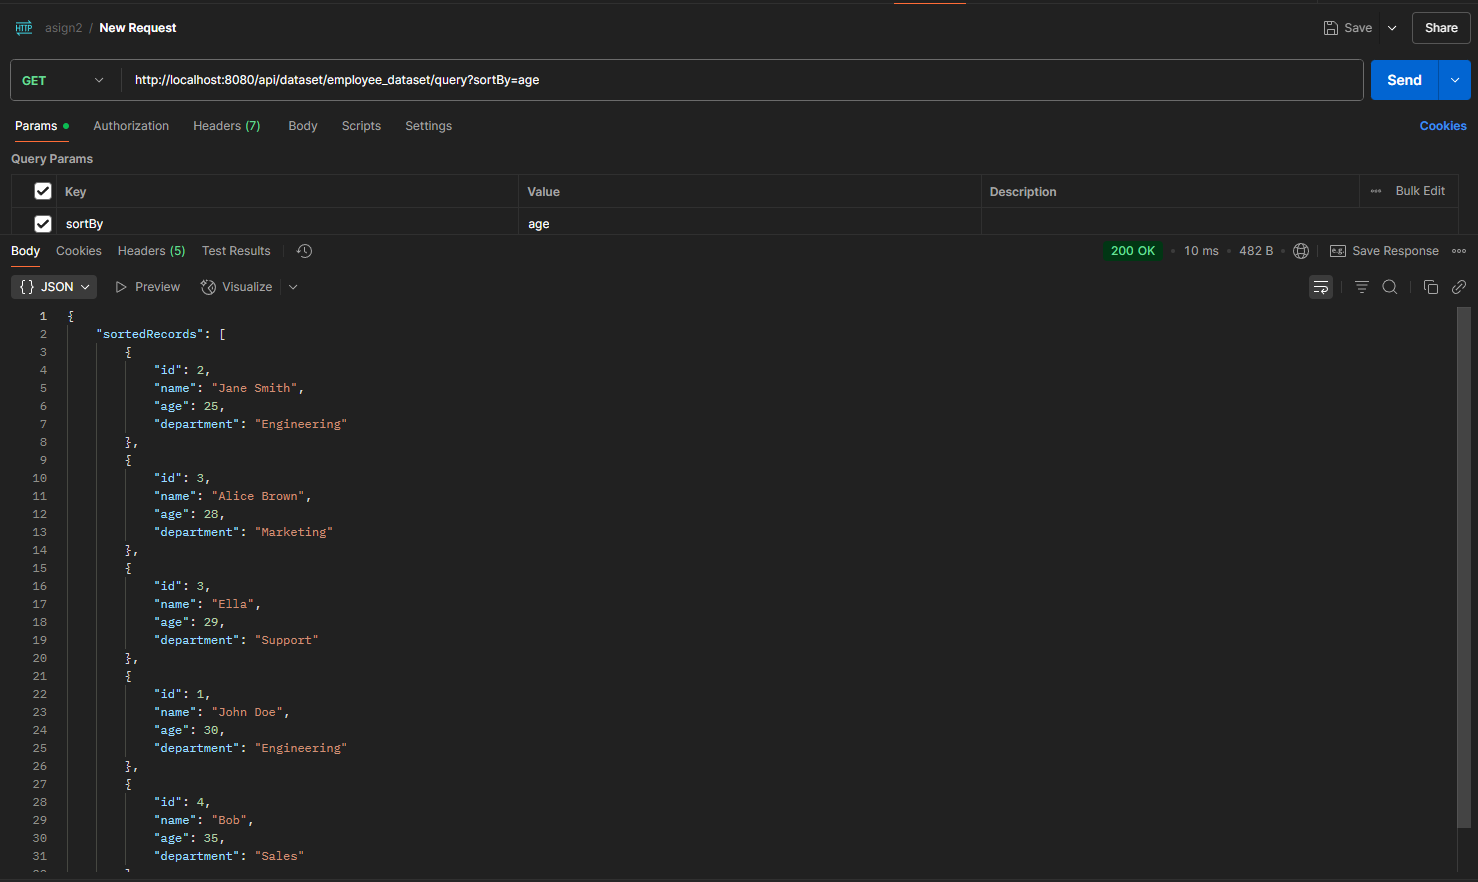 HTTP asign2 / New Request Save Share
GET http://localhost:8080/api/dataset/employee_dataset/query?sortBy=age Send
Params Authorization Headers (7) Body Scripts Settings Cookies
Query Params
Key Value Description Bulk Edit
sortBy age
Body Cookies Headers (5) Test Results 200 OK 10 ms 482 B e.g. Save Response
{} JSON Preview Visualize
1 {
2 "sortedRecords": [
3 {
4 "id": 2,
5 "name": "Jane Smith",
6 "age": 25,
7 "department": "Engineering"
8 },
9 {
10 "id": 3,
11 "name": "Alice Brown",
12 "age": 28,
13 "department": "Marketing"
14 },
15 {
16 "id": 3,
17 "name": "Ella",
18 "age": 29,
19 "department": "Support"
20 },
21 {
22 "id": 1,
23 "name": "John Doe",
24 "age": 30,
25 "department": "Engineering"
26 },
27 {
28 "id": 4,
29 "name": "Bob",
30 "age": 35,
31 "department": "Sales"